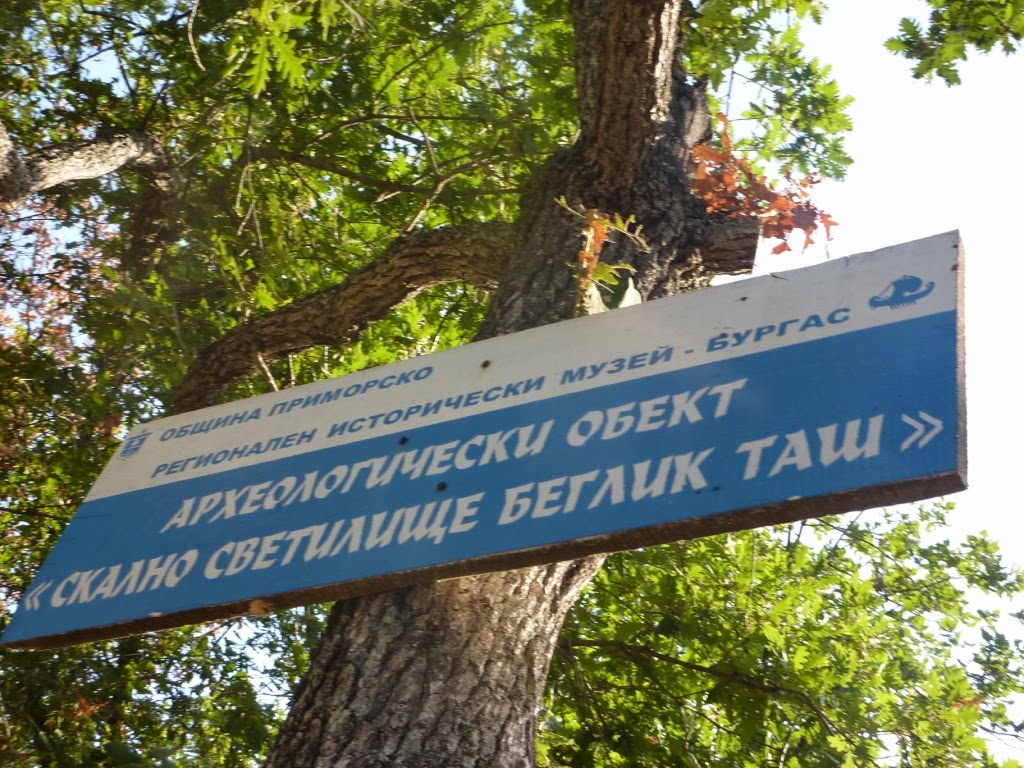 ОБЩИНА ПРИМОРСКО
РЕГИОНАЛЕН ИСТОРИЧЕСКИ МУЗЕЙ - БУРГАС
АРХЕОЛОГИЧЕСКИ ОБЕКТ
« СКАЛНО СВЕТИЛИЩЕ БЕГЛИК ТАШ »